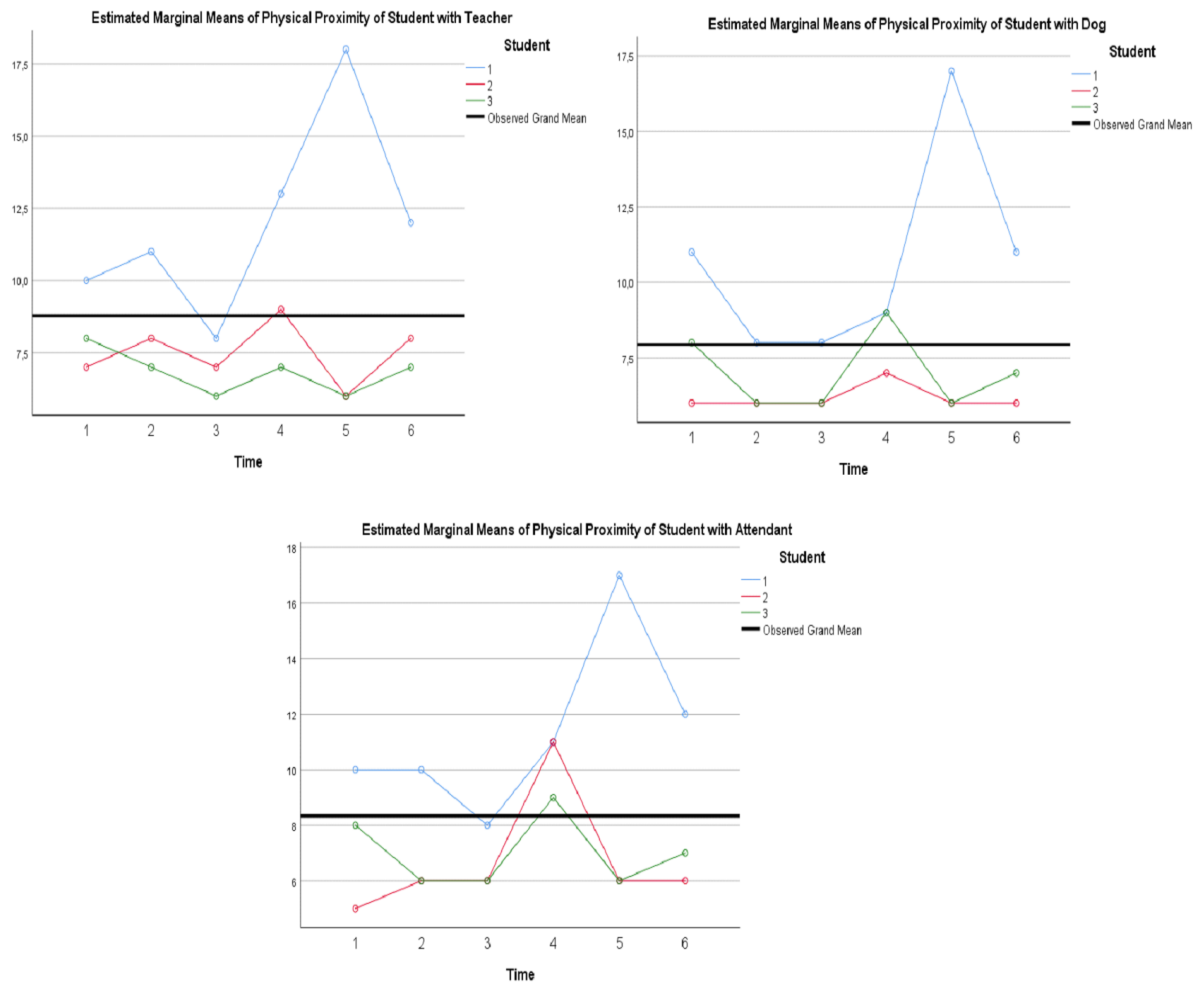 Estimated Marginal Means of Physical Proximity of Student with Teacher
Student
1
2
3
Observed Grand Mean
17,5
15,0
12,5
10,0
7,5
1 2 3 4 5 6
Time
Estimated Marginal Means of Physical Proximity of Student with Dog
Student
1
2
3
Observed Grand Mean
17,5
15,0
12,5
10,0
7,5
1 2 3 4 5 6
Time
Estimated Marginal Means of Physical Proximity of Student with Attendant
Student
1
2
3
Observed Grand Mean
18
16
14
12
10
8
6
1 2 3 4 5 6
Time